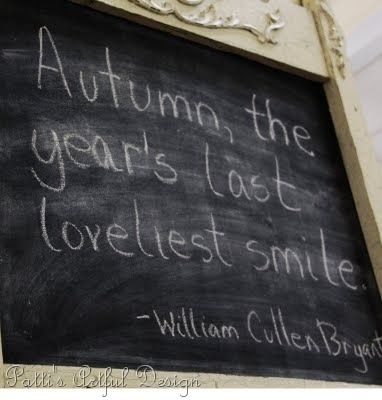 Autumn, the
year's last
loveliest smile.
-William Cullen Bryant
Patti's Artful Design